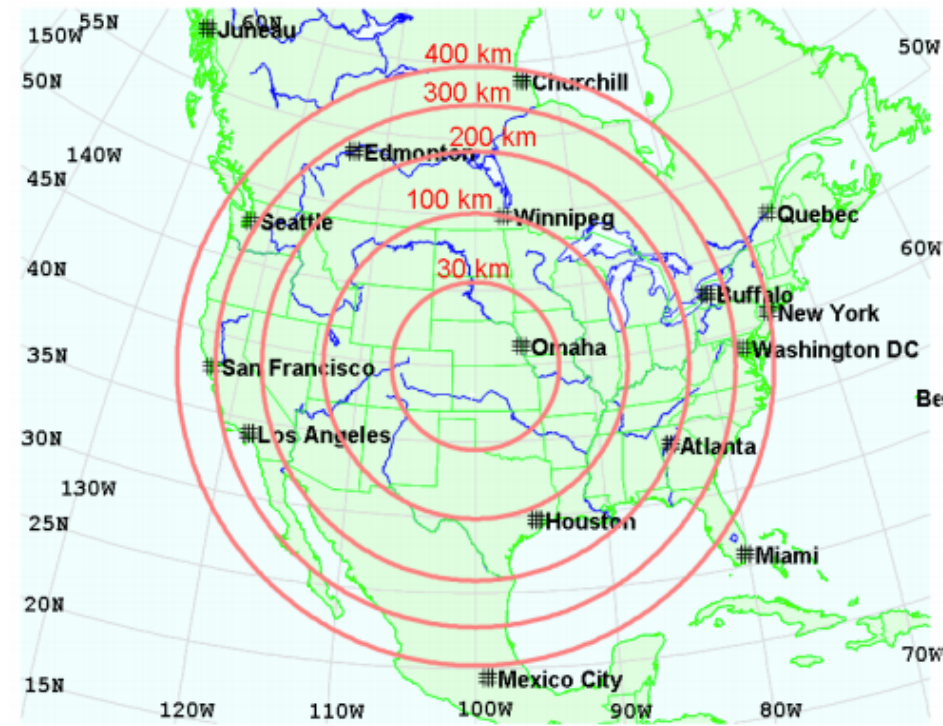 55N
60N
150W
Juneau
50W
400 km
50N
Churchill
300 km
200 km
140W
Edmonton
45N
100 km
Seattle
Winnipeg
Quebec
60W
40N
30 km
Buffalo
New York
35N
Omaha
Washington DC
San Francisco
Be
30N
Los Angeles
Atlanta
130W
25N
Houston
Miami
20N
70W
15N
Mexico City
120W
110W
100W
90W
80W